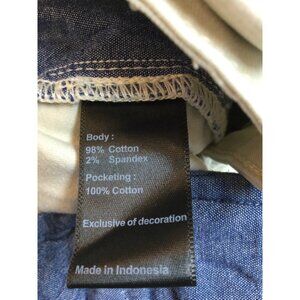 Body :
98% Cotton
2% Spandex
Pocketing :
100% Cotton
Exclusive of decoration
Made in Indonesia